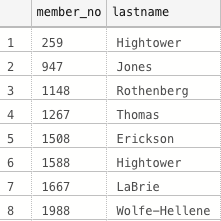 member_no lastname
1 259 Hightower
2 947 Jones
3 1148 Rothenberg
4 1267 Thomas
5 1508 Erickson
6 1588 Hightower
7 1667 LaBrie
8 1988 Wolfe-Hellene